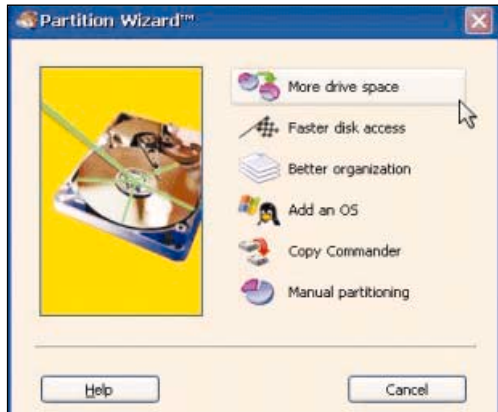 Partition Wizard™
More drive space
Faster disk access
Better organization
Add an OS
Copy Commander
Manual partitioning
Help
Cancel